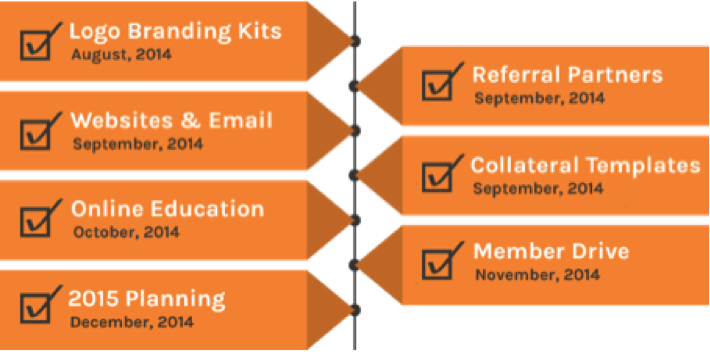 Logo Branding Kits
August, 2014
Referral Partners
September, 2014
Websites & Email
September, 2014
Collateral Templates
September, 2014
Online Education
October, 2014
Member Drive
November, 2014
2015 Planning
December, 2014